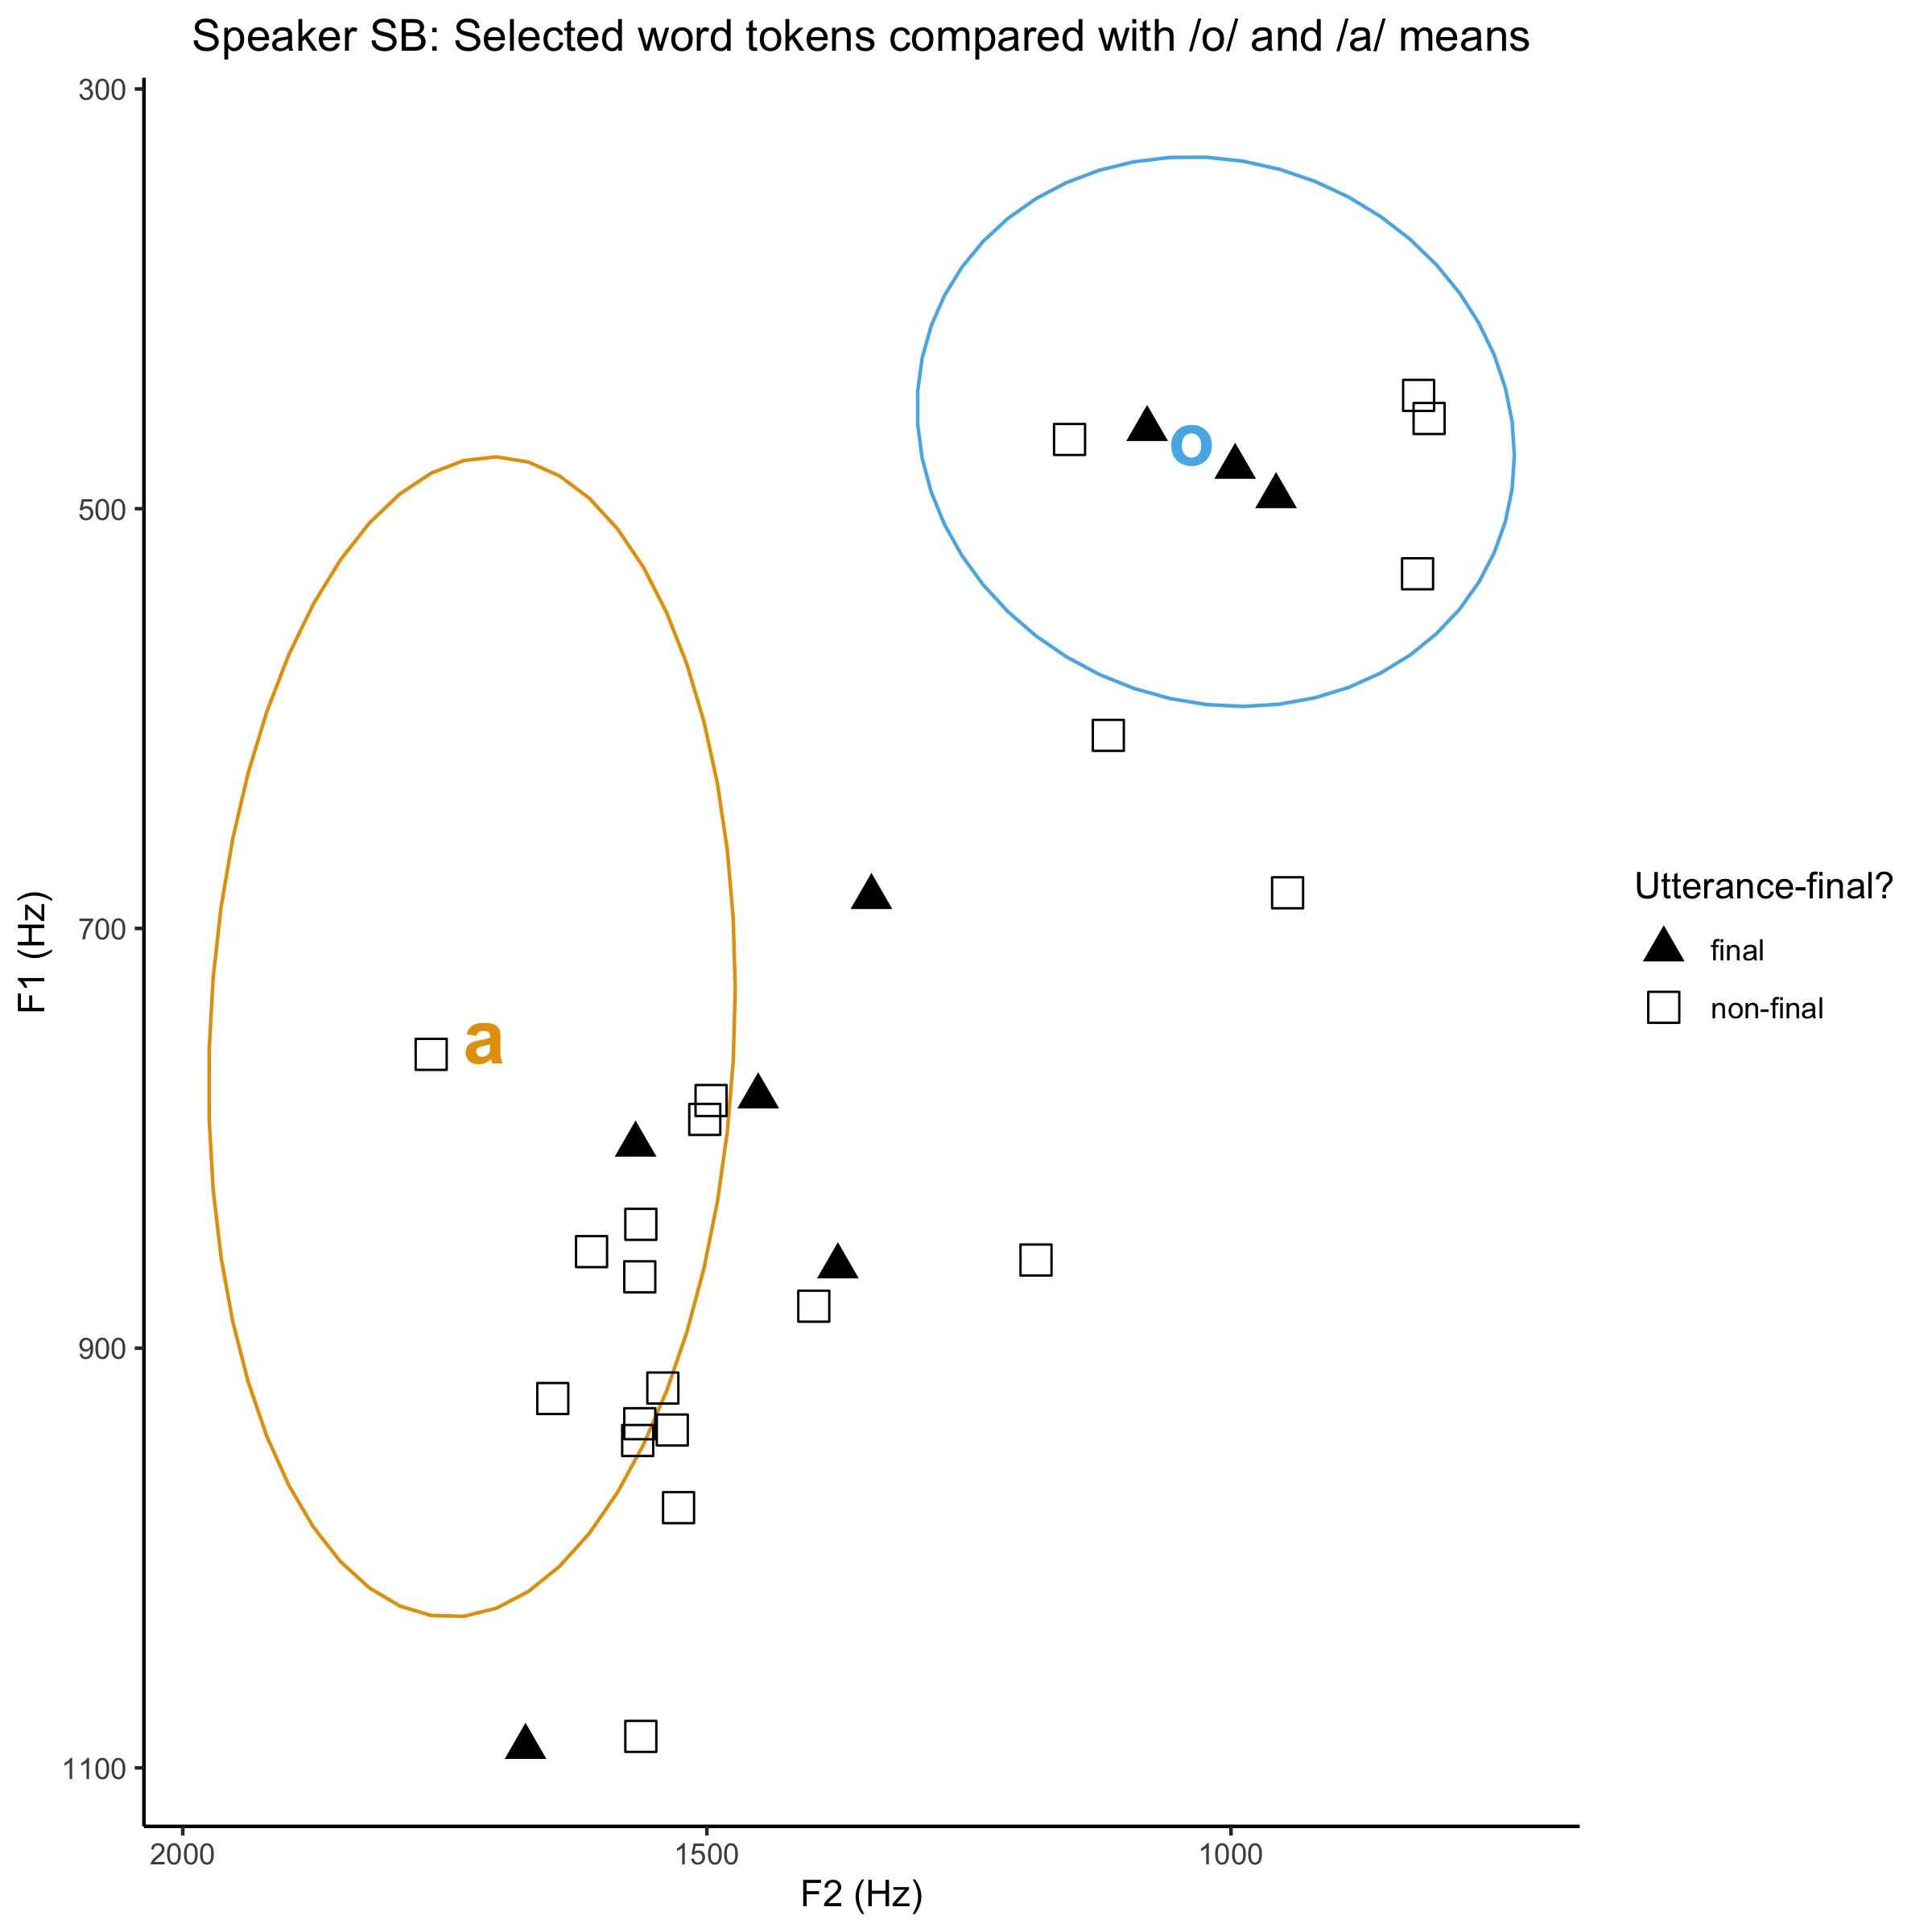 Speaker SB: Selected word tokens compared with /o/ and /a/ means
300
500
700
900
1100
F1 (Hz)
o
a
2000 1500 1000
F2 (Hz)
Utterance-final?
final
non-final